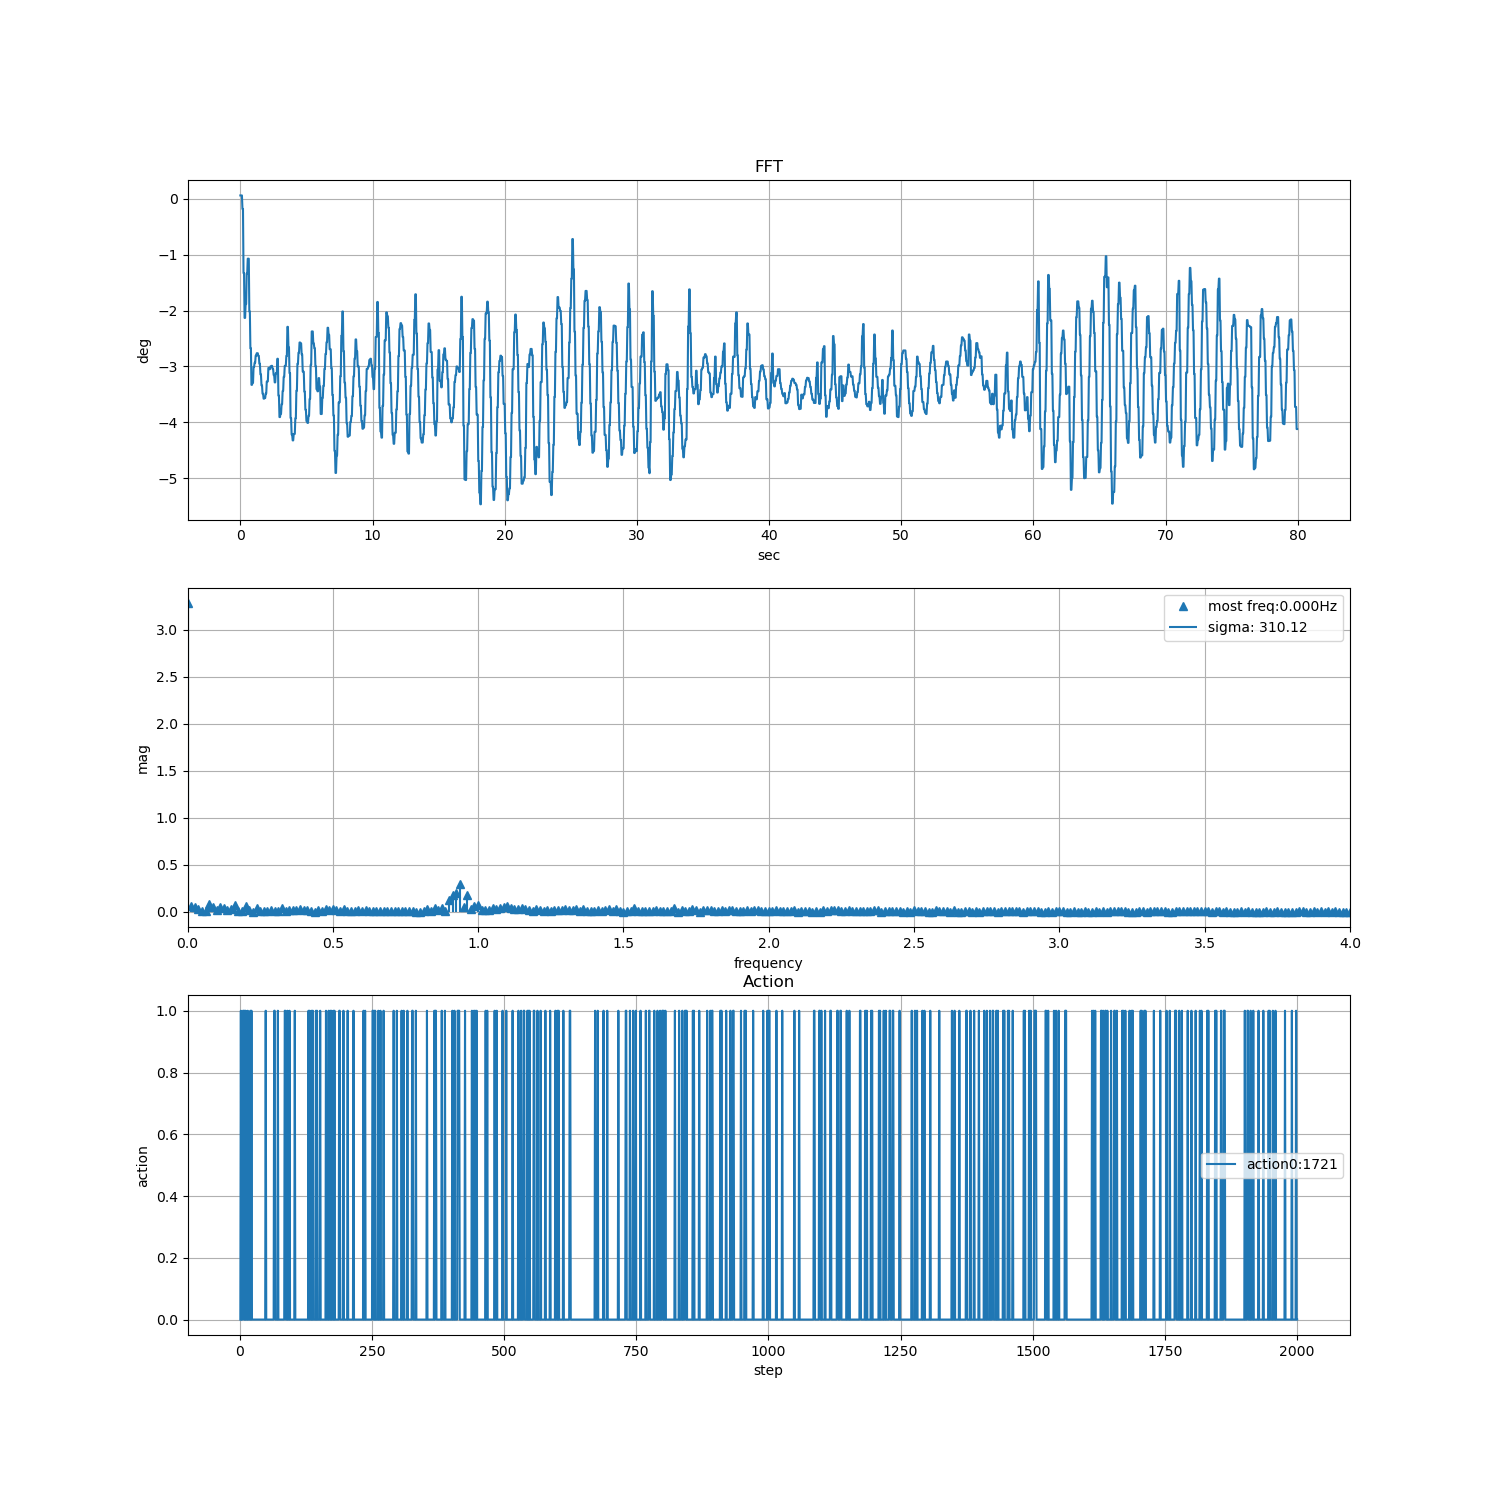 FFT
0
−1
−2
−3
−4
−5
deg
0 10 20 30 40 50 60 70 80
sec
most freq:0.000Hz
sigma: 310.12
3.0
2.5
2.0
1.5
1.0
0.5
0.0
mag
0.0 0.5 1.0 1.5 2.0 2.5 3.0 3.5 4.0
frequency
Action
1.0
0.8
0.6
0.4
0.2
0.0
action
action0:1721
0 250 500 750 1000 1250 1500 1750 2000
step